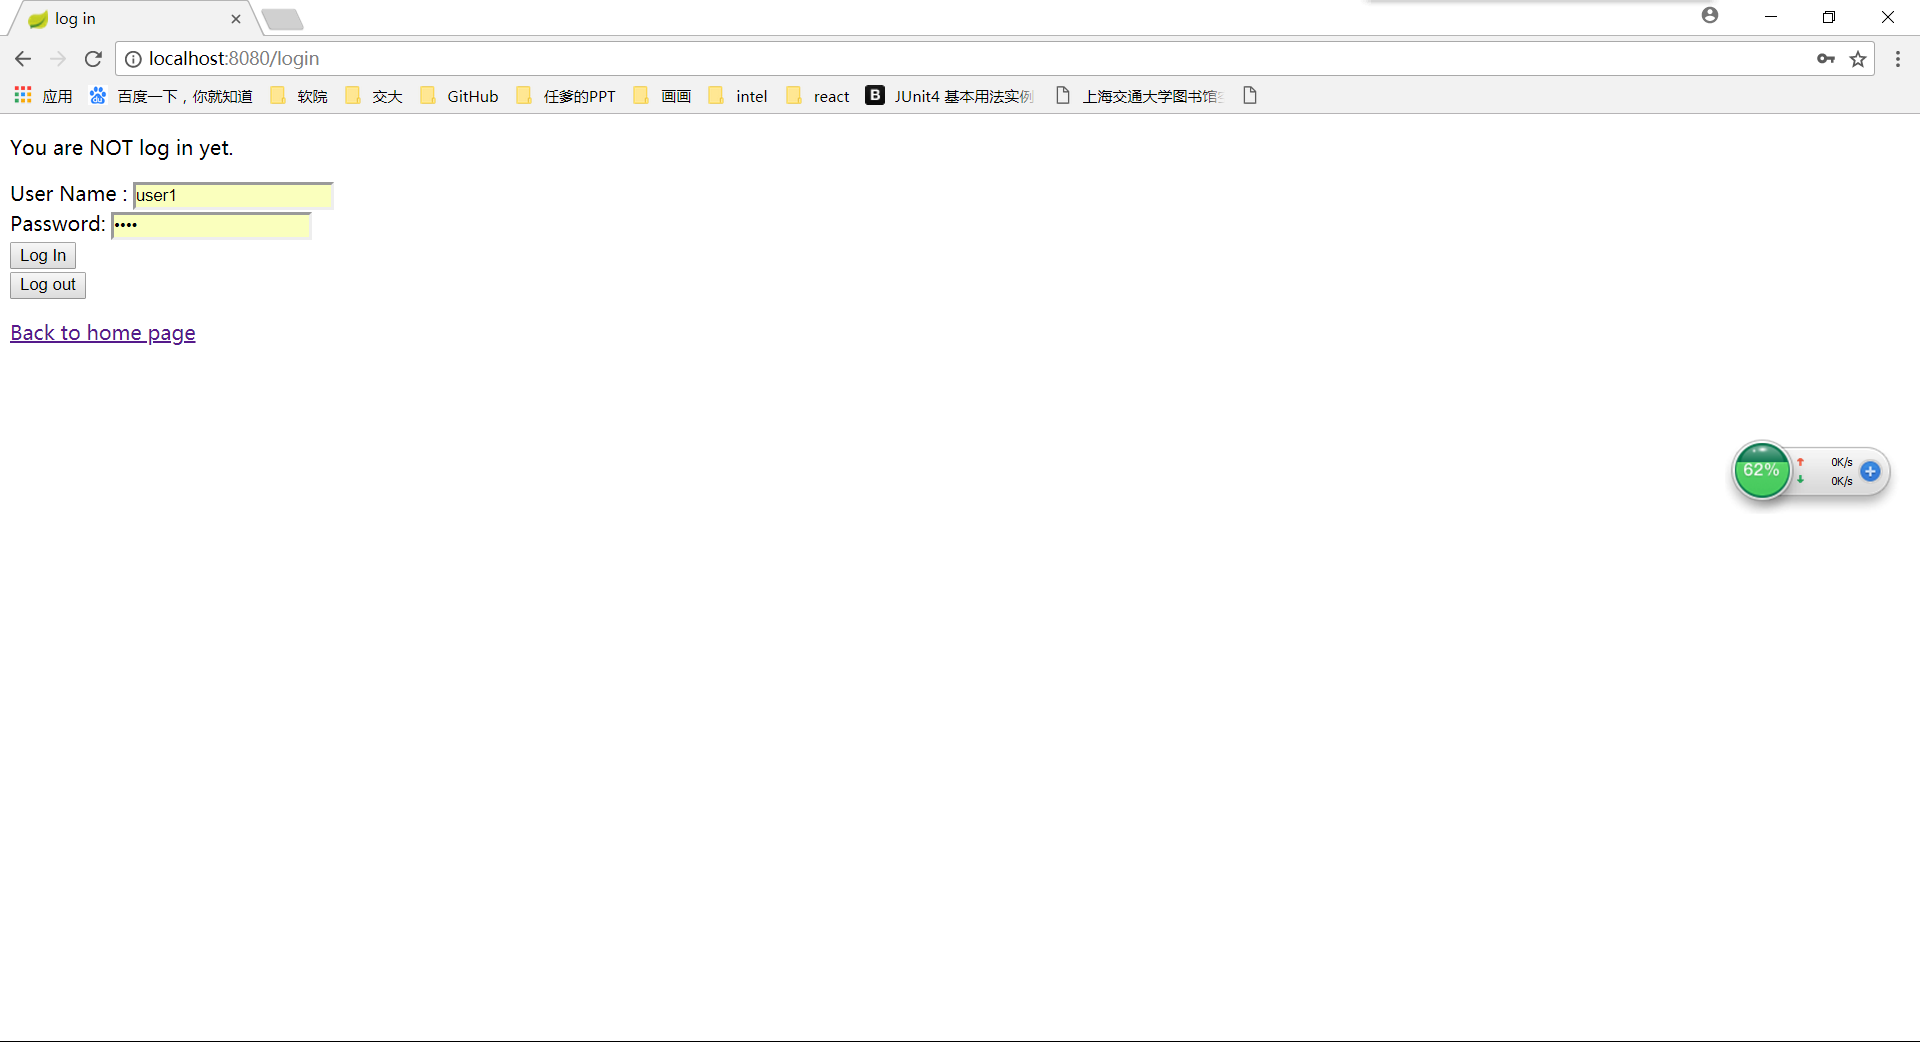 log in
localhost:8080/login
应用 百度一下，你就知道 软院 交大 GitHub 任爹的PPT 画画 intel react B JUnit4 基本用法实例 上海交通大学图书馆
You are NOT log in yet.
User Name : user1
Password: ••••
Log In
Log out
Back to home page
62% 0K/s
0K/s